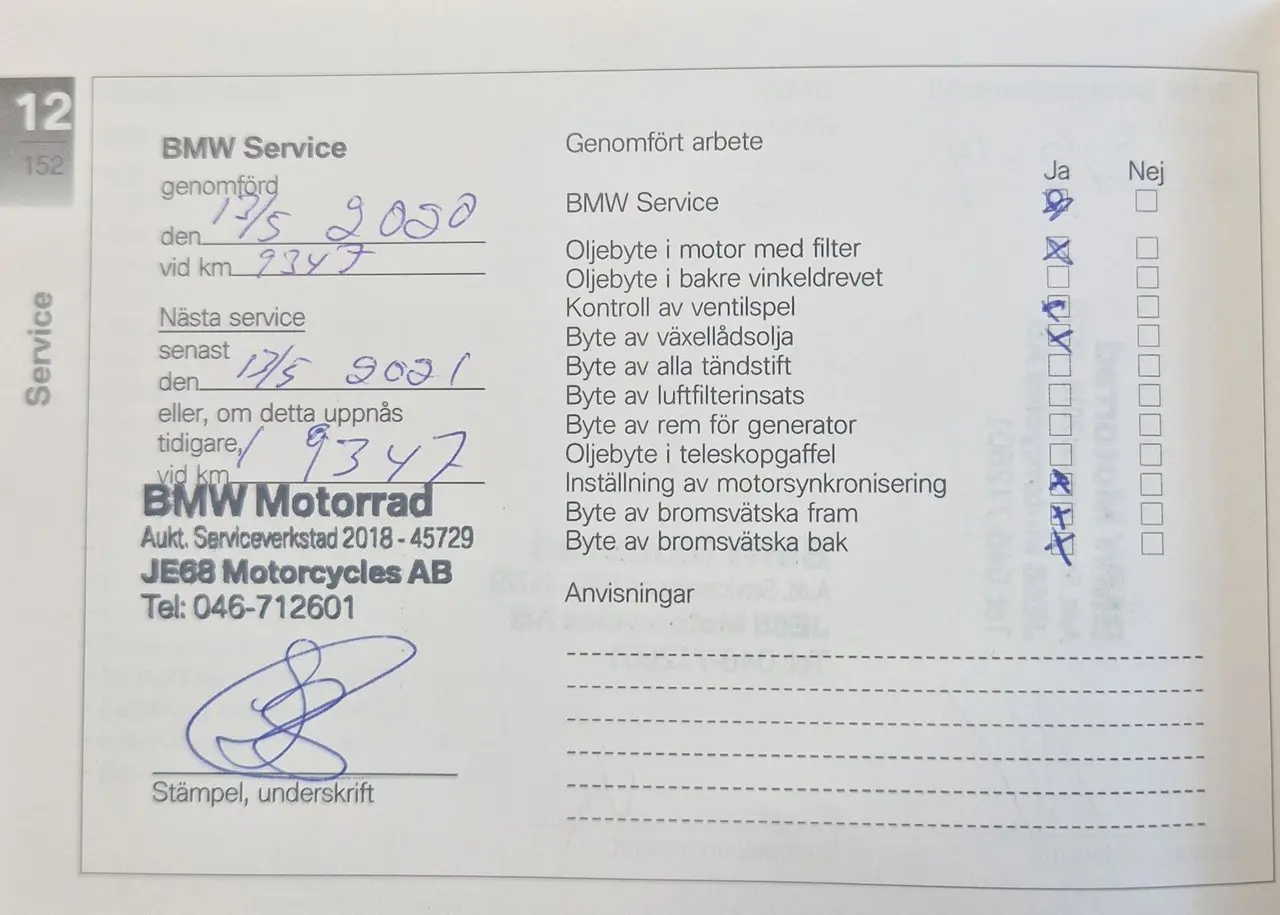 12
152
Service
BMW Service
genomförd
den 13/5 2020
vid km 9347
Nästa service
senast
den 13/5 2021
eller, om detta uppnås
tidigare,
vid km 19347
BMW Motorrad
Aukt. Serviceverkstad 2018 - 45729
JE68 Motorcycles AB
Tel: 046-712601
Stämpel, underskrift
Genomfört arbete
Ja Nej
BMW Service
Oljebyte i motor med filter
Oljebyte i bakre vinkeldrevet
Kontroll av ventilspel
Byte av växellådsolja
Byte av alla tändstift
Byte av luftfilterinsats
Byte av rem för generator
Oljebyte i teleskopgaffel
Inställning av motorsynkronisering
Byte av bromsvätska fram
Byte av bromsvätska bak
Anvisningar